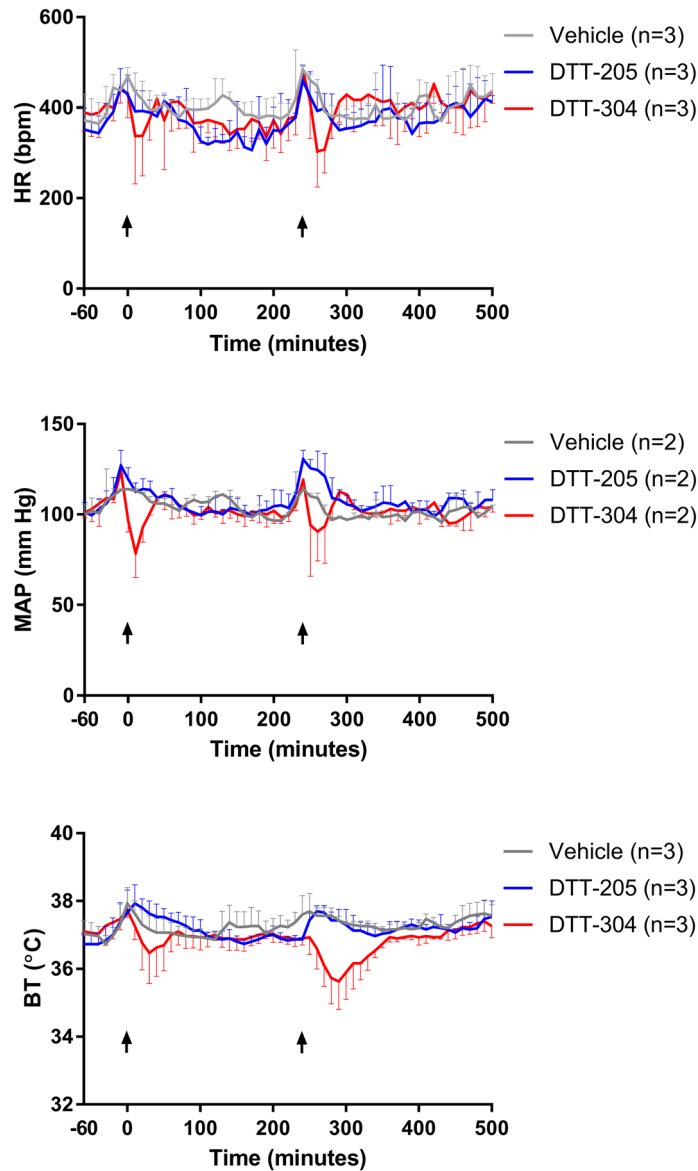 HR (bpm)
600
400
200
0
-60 0 100 200 300 400 500
Time (minutes)
Vehicle (n=3)
DTT-205 (n=3)
DTT-304 (n=3)
MAP (mm Hg)
150
100
50
0
-60 0 100 200 300 400 500
Time (minutes)
Vehicle (n=2)
DTT-205 (n=2)
DTT-304 (n=2)
BT (°C)
40
38
36
34
32
-60 0 100 200 300 400 500
Time (minutes)
Vehicle (n=3)
DTT-205 (n=3)
DTT-304 (n=3)